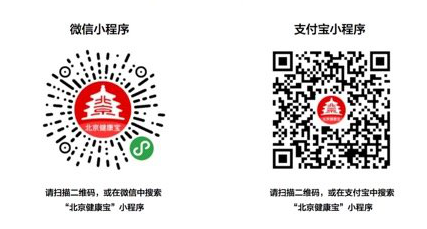 微信小程序
支付宝小程序
北京健康宝
请扫描二维码，或在微信中搜索
“北京健康宝”小程序
请扫描二维码，或在支付宝中搜索
“北京健康宝”小程序